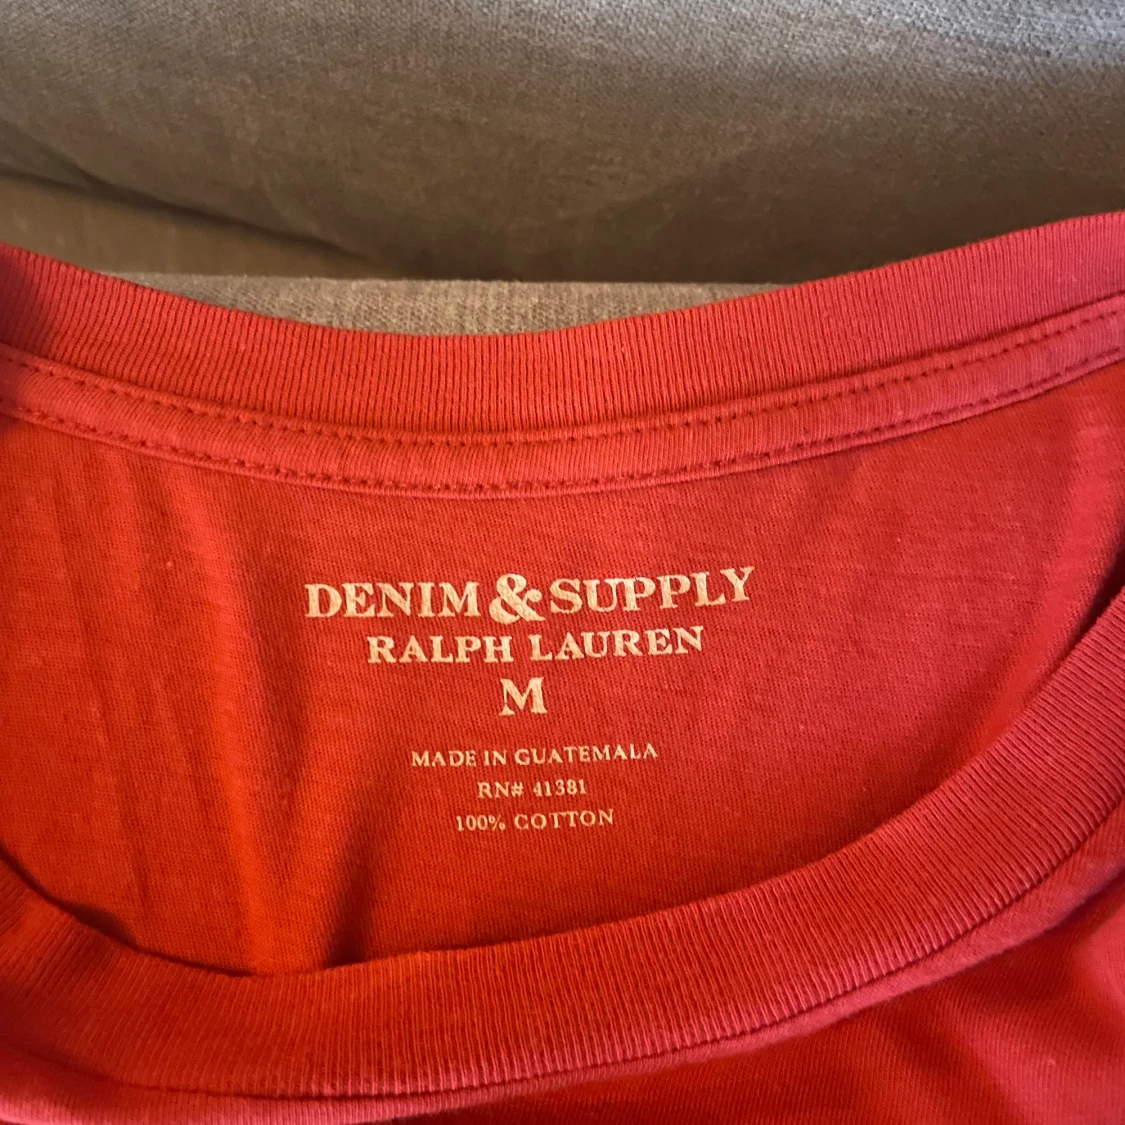 DENIM & SUPPLY
RALPH LAUREN
M
MADE IN GUATEMALA
RN# 41381
100% COTTON